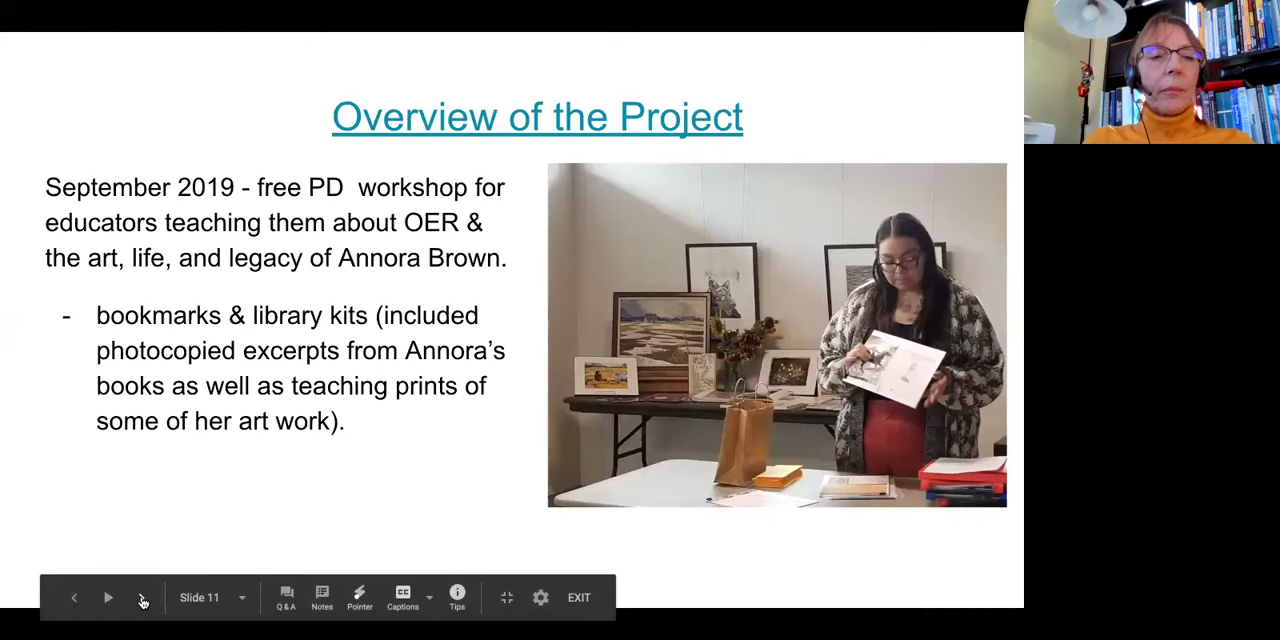 Overview of the Project
September 2019 - free PD workshop for
educators teaching them about OER &
the art, life, and legacy of Annora Brown.
- bookmarks & library kits (included
photocopied excerpts from Annora’s
books as well as teaching prints of
some of her art work).
Slide 11
Q & A
Notes
Pointer
CC
Captions
Tips
EXIT